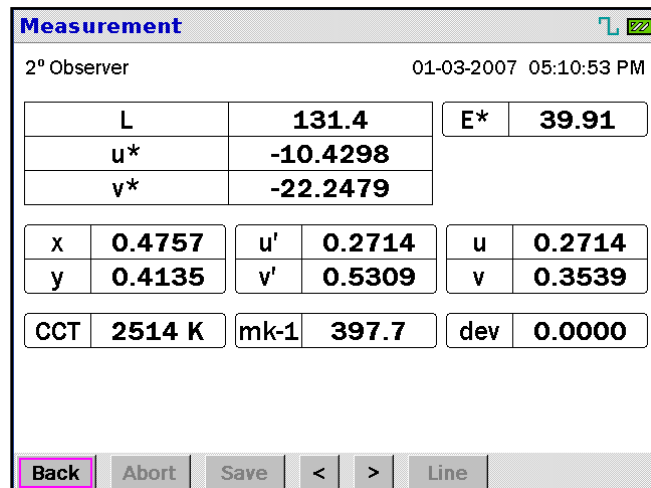 Measurement
2º Observer 01-03-2007 05:10:53 PM
L 131.4 E* 39.91
u* -10.4298
v* -22.2479
x 0.4757 u' 0.2714 u 0.2714
y 0.4135 v' 0.5309 v 0.3539
CCT 2514 K mk-1 397.7 dev 0.0000
Back Abort Save < > Line